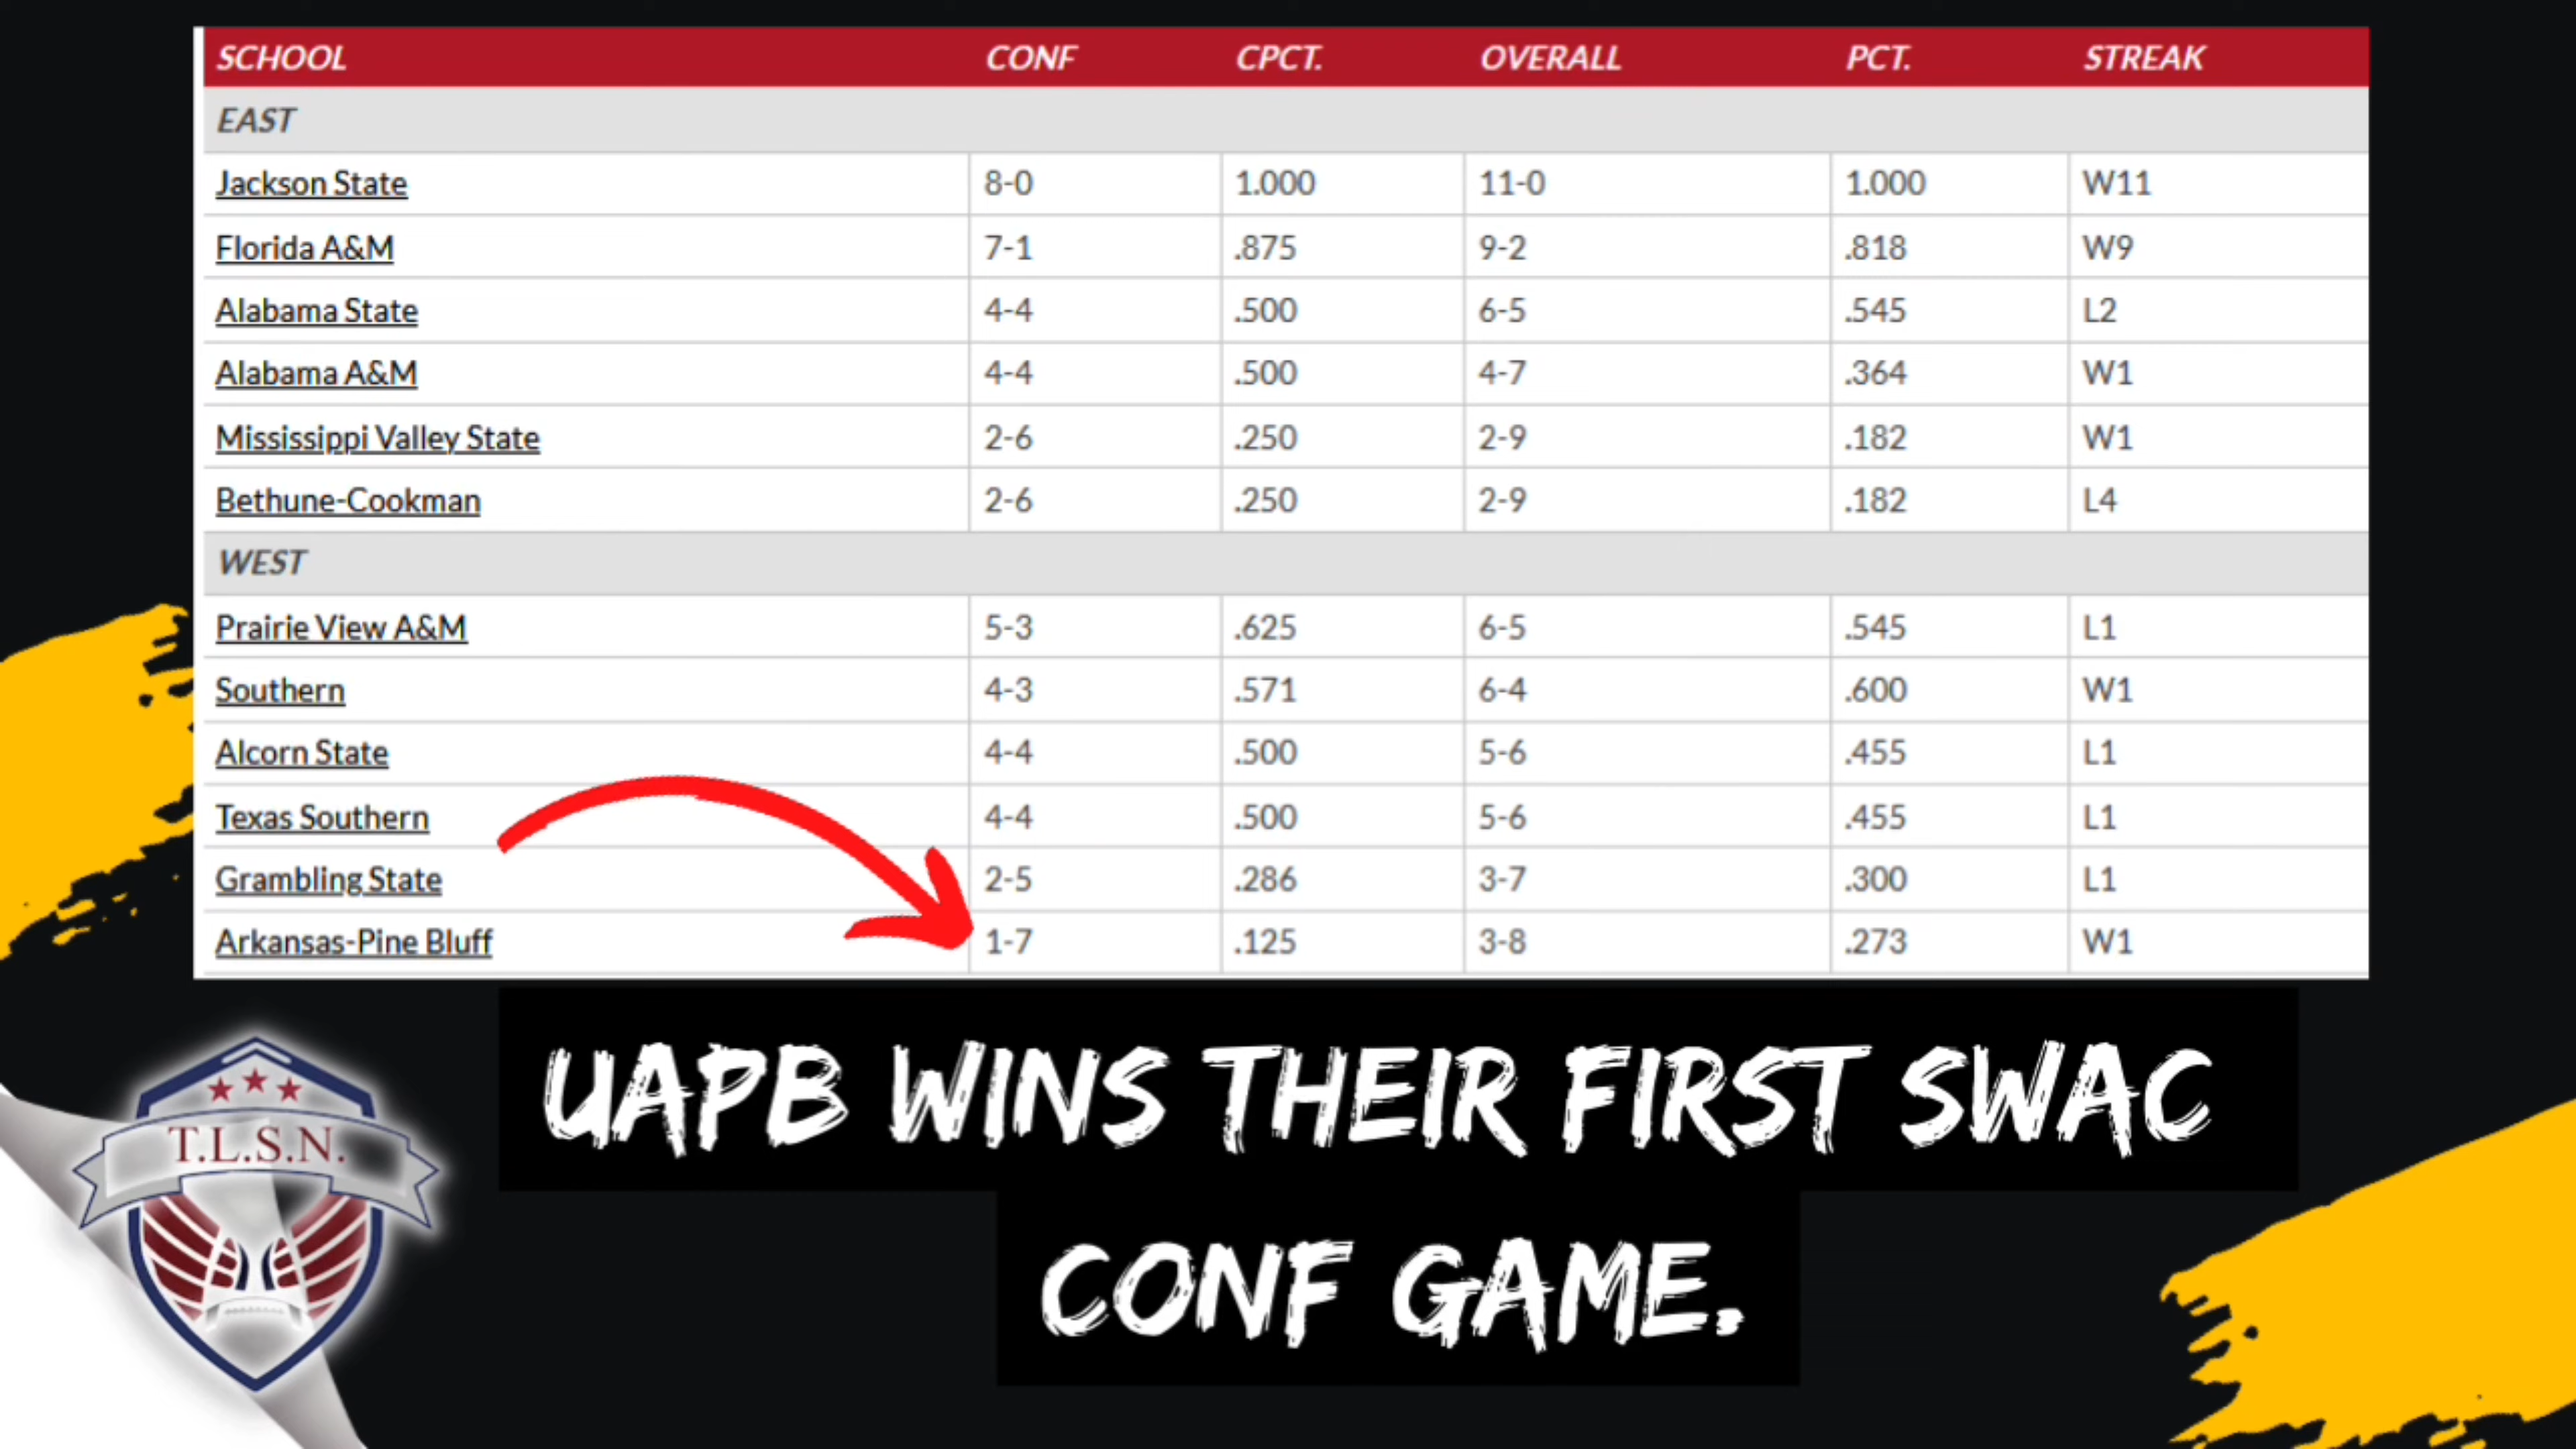 SCHOOL CONF CPCT. OVERALL PCT. STREAK
EAST
Jackson State 8-0 1.000 11-0 1.000 W11
Florida A&M 7-1 .875 9-2 .818 W9
Alabama State 4-4 .500 6-5 .545 L2
Alabama A&M 4-4 .500 4-7 .364 W1
Mississippi Valley State 2-6 .250 2-9 .182 W1
Bethune-Cookman 2-6 .250 2-9 .182 L4
WEST
Prairie View A&M 5-3 .625 6-5 .545 L1
Southern 4-3 .571 6-4 .600 W1
Alcorn State 4-4 .500 5-6 .455 L1
Texas Southern 4-4 .500 5-6 .455 L1
Grambling State 2-5 .286 3-7 .300 L1
Arkansas-Pine Bluff 1-7 .125 3-8 .273 W1
T.L.S.N.
UAPB WINS THEIR FIRST SWAC
CONF GAME.